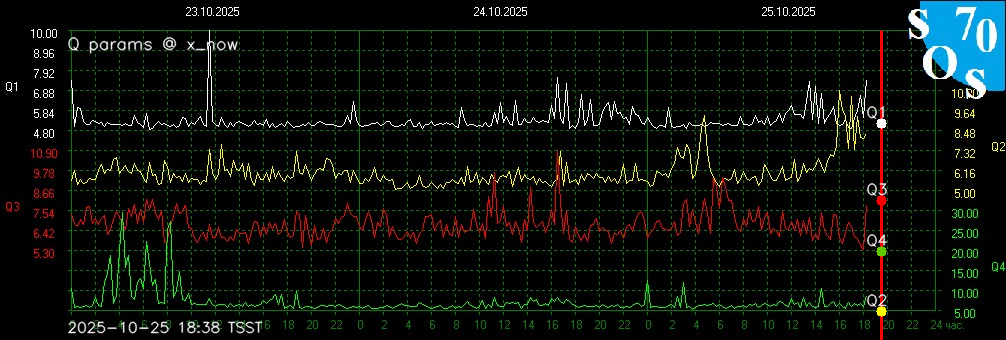 23.10.2025 24.10.2025 25.10.2025
SOS 70
Q params @ x_now
10.00
8.96
7.92
6.88
5.84
4.80
Q1
10.90
9.78
8.66
7.54
6.42
5.30
Q3
9.64
8.48
7.32
6.16
5.00
Q2
30.00
25.00
20.00
15.00
10.00
5.00
Q4
Q1
Q3
Q4
Q2
2025-10-25 18:38 TSST
16 18 20 22 0 2 4 6 8 10 12 14 16 18 20 22 0 2 4 6 8 10 12 14 16 18 20 22 24 час.